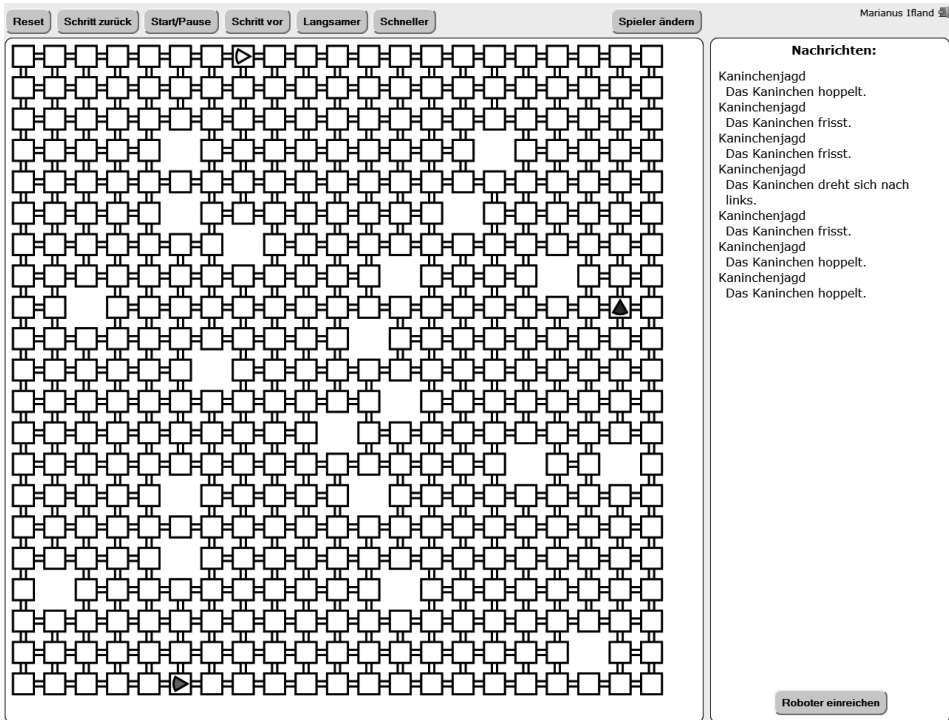 Reset Schritt zurück Start/Pause Schritt vor Langsamer Schneller Spieler ändern Marianus Ifland
Nachrichten:
Kaninchenjagd
Das Kaninchen hoppelt.
Kaninchenjagd
Das Kaninchen frisst.
Kaninchenjagd
Das Kaninchen frisst.
Kaninchenjagd
Das Kaninchen dreht sich nach
links.
Kaninchenjagd
Das Kaninchen frisst.
Kaninchenjagd
Das Kaninchen hoppelt.
Kaninchenjagd
Das Kaninchen hoppelt.
Roboter einreichen